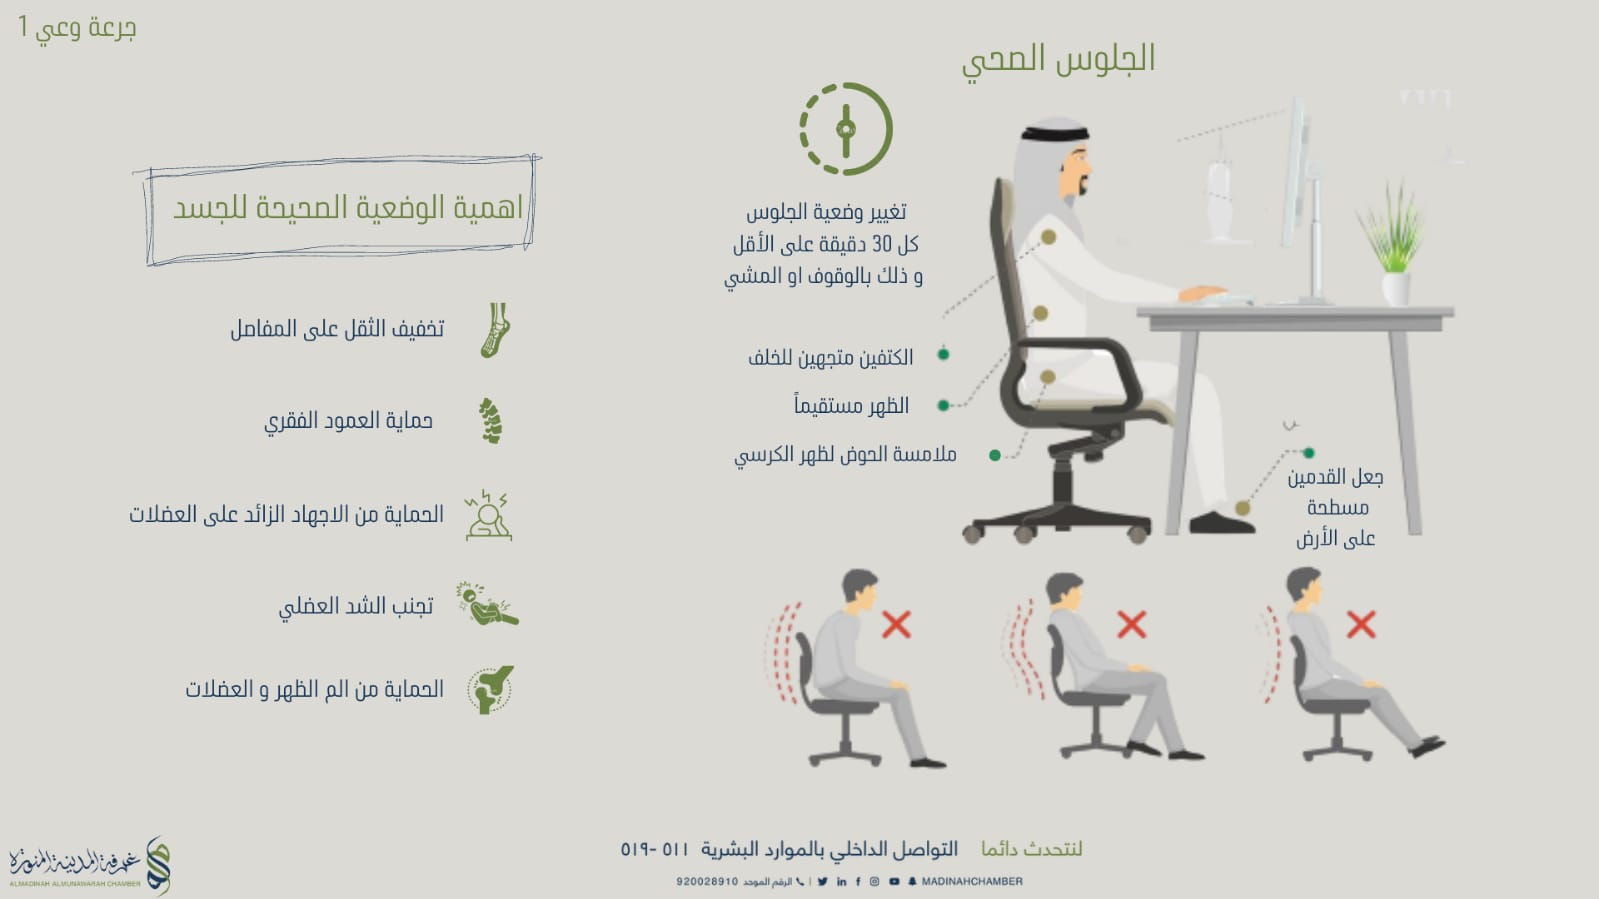 جرعة وعي 1
الجلوس الصحي
تغيير وضعية الجلوس
كل 30 دقيقة على الأقل
و ذلك بالوقوف او المشي
الكتفين متجهين للخلف
الظهر مستقيماً
ملامسة الحوض لظهر الكرسي
جعل القدمين
مسطحة
على الأرض
اهمية الوضعية الصحيحة للجسد
تخفيف الثقل على المفاصل
حماية العمود الفقري
الحماية من الاجهاد الزائد على العضلات
تجنب الشد العضلي
الحماية من الم الظهر و العضلات
لنتحدث دائما التواصل الداخلي بالموارد البشرية ٥١١ -٥١٩
920028910 الرقم الموحد | MADINAHCHAMBER
غرفة المدينة المنورة
ALMADINAH ALMUNAWARAH CHAMBER